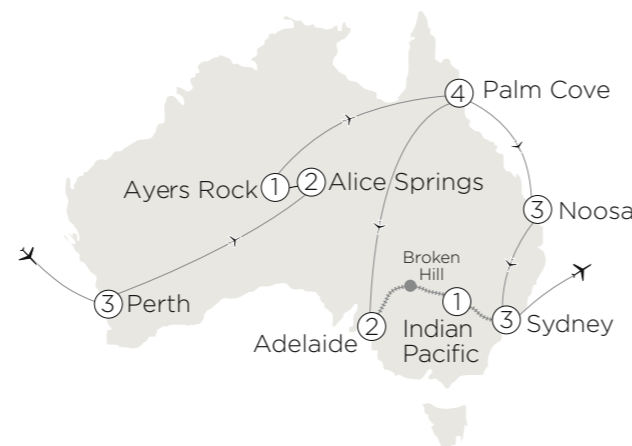 4 Palm Cove
Ayers Rock 1 2 Alice Springs
3 Noosa
Broken
Hill
3 Perth
1
Indian
Pacific
Adelaide 2
3 Sydney